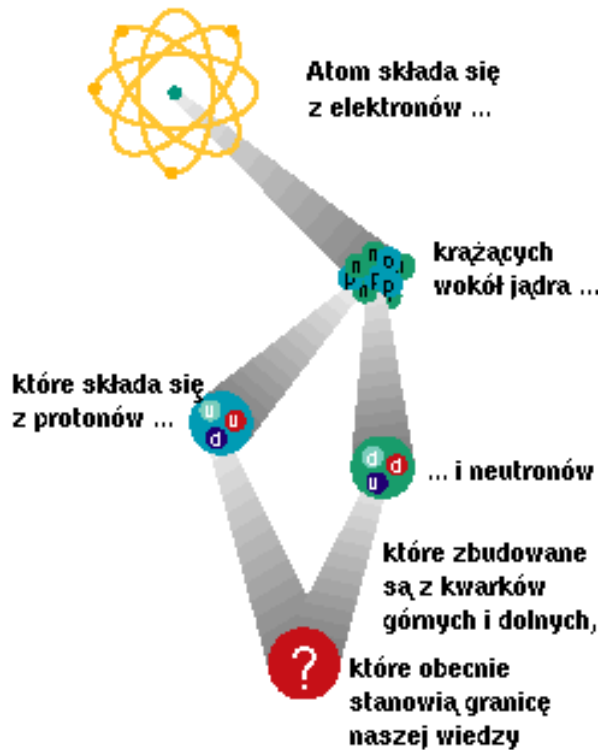 Atom składa się
z elektronów ...
krążących
wokół jądra ...
n
n
p
n
p
p
które składa się
z protonów ...
u
u
d
d
d
u
... i neutronów
które zbudowane
są z kwarków
górnych i dolnych,
?
które obecnie
stanowią granicę
naszej wiedzy